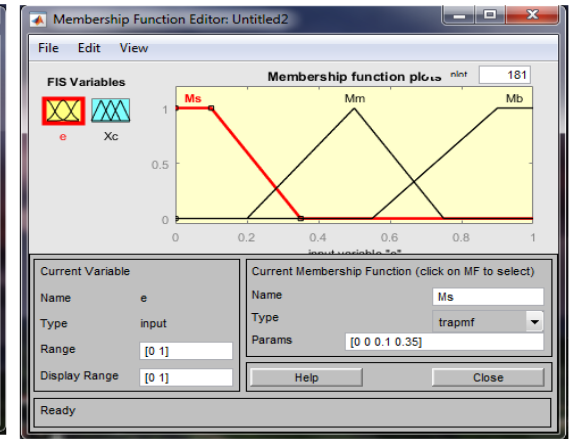 Membership Function Editor: Untitled2
File Edit View
FIS Variables
Membership function plots plot 181
Ms Mm Mb
e Xc
1
0.5
0
0 0.2 0.4 0.6 0.8 1
input variable "e"
Current Variable
Name e
Type input
Range [0 1]
Display Range [0 1]
Current Membership Function (click on MF to select)
Name Ms
Type trapmf
Params [0 0 0.1 0.35]
Help Close
Ready